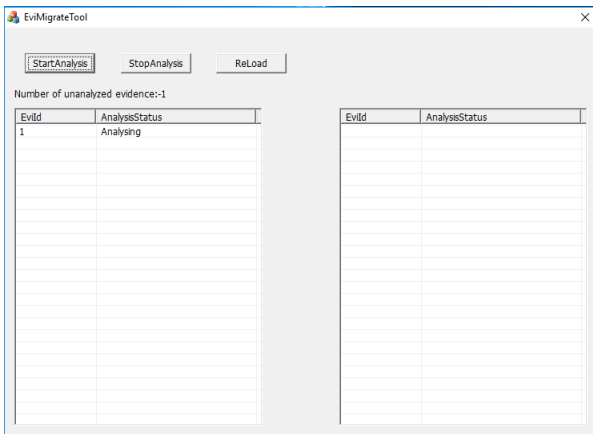 EviMigrateTool
StartAnalysis StopAnalysis ReLoad
Number of unanalyzed evidence:-1
EviId AnalysisStatus EviId AnalysisStatus
1 Analysing